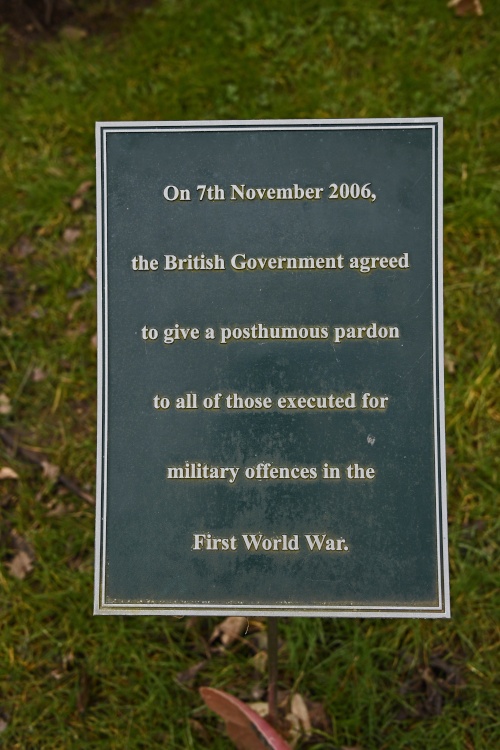 On 7th November 2006,
the British Government agreed
to give a posthumous pardon
to all of those executed for
military offences in the
First World War.